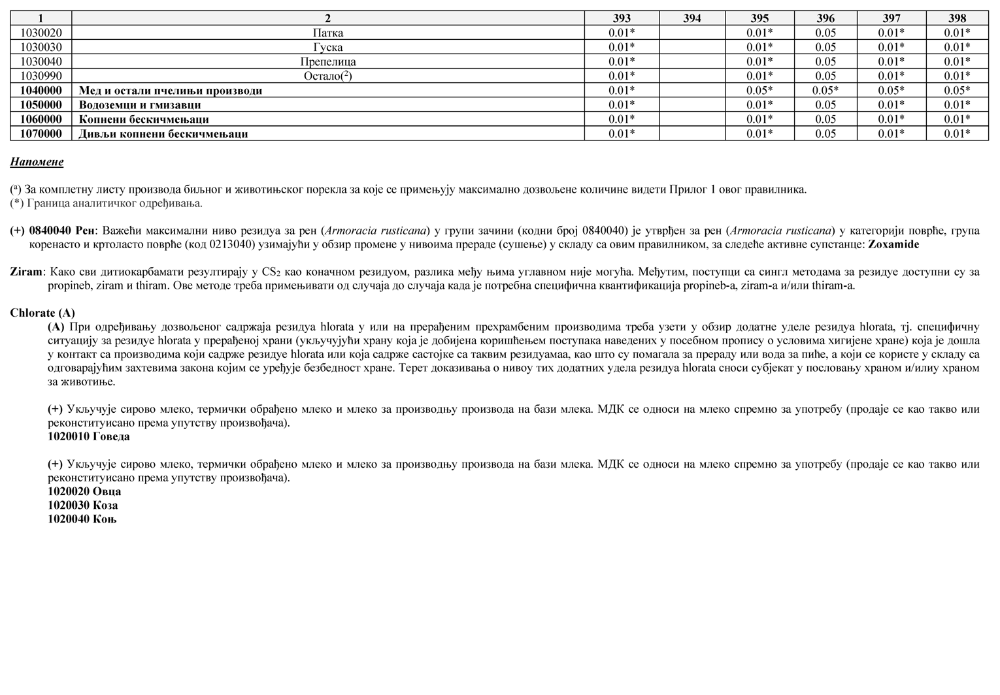 1 2 393 394 395 396 397 398
1030020 Патка 0.01* 0.01* 0.05 0.01* 0.01*
1030030 Гуска 0.01* 0.01* 0.05 0.01* 0.01*
1030040 Препелица 0.01* 0.01* 0.05 0.01* 0.01*
1030990 Остало(²) 0.01* 0.01* 0.05 0.01* 0.01*
1040000 Мед и остали пчелињи производи 0.01* 0.05* 0.05* 0.05* 0.05*
1050000 Водоземци и гмизавци 0.01* 0.01* 0.05 0.01* 0.01*
1060000 Копнени бескичмењаци 0.01* 0.01* 0.05 0.01* 0.01*
1070000 Дивљи копнени бескичмењаци 0.01* 0.01* 0.05 0.01* 0.01*
Напомене
(ª) За комплетну листу производа биљног и животињског порекла за које се примењују максимално дозвољене количине видети Прилог 1 овог правилника.
(*) Граница аналитичког одређивања.
(+) 0840040 Рен: Важећи максимални ниво резидуа за рен (Armoracia rusticana) у групи зачини (кодни број 0840040) је утврђен за рен (Armoracia rusticana) у категорији поврће, група
коренасто и кртоласто поврће (код 0213040) узимајући у обзир промене у нивоима прераде (сушење) у складу са овим правилником, за следеће активне супстанце: Zoxamide
Ziram: Како сви дитиокарбамати резултирају у CS₂ као коначном резидуом, разлика међу њима углавном није могућа. Међутим, поступци са сингл методама за резидуе доступни су за
propineb, ziram и thiram. Ове методе треба примењивати од случаја до случаја када је потребна специфична квантификација propineb-a, ziram-a и/или thiram-a.
Chlorate (A)
(A) При одређивању дозвољеног садржаја резидуа hlorata у или на прерађеним прехрамбеним производима треба узети у обзир додатне уделе резидуа hlorata, тј. специфичну
ситуацију за резидуе hlorata у прерађеној храни (укључујући храну која је добијена коришћењем поступака наведених у посебном пропису о условима хигијене хране) која је дошла
у контакт са производима који садрже резидуе hlorata или која садрже састојке са таквим резидуамаа, као што су помагала за прераду или вода за пиће, а који се користе у складу са
одговарајућим захтевима закона којим се уређује безбедност хране. Терет доказивања о нивоу тих додатних удела резидуа hlorata сноси субјекат у пословању храном и/илиу храном
за животиње.
(+) Укључује сирово млеко, термички обрађено млеко и млеко за производњу производа на бази млека. МДК се односи на млеко спремно за употребу (продаје се као такво или
реконституисано према упутству произвођача).
1020010 Говеда
(+) Укључује сирово млеко, термички обрађено млеко и млеко за производњу производа на бази млека. МДК се односи на млеко спремно за употребу (продаје се као такво или
реконституисано према упутству произвођача).
1020020 Овца
1020030 Коза
1020040 Коњ